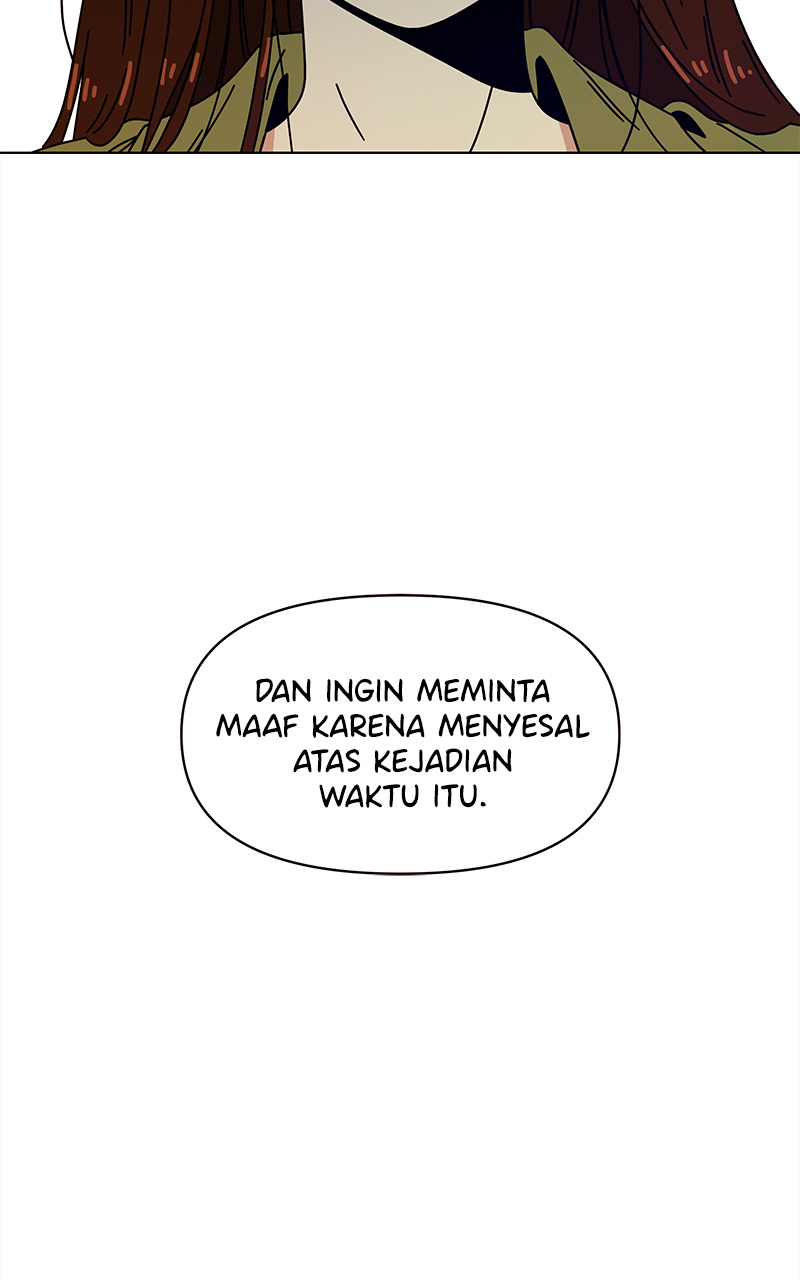 DAN INGIN MEMINTA
MAAF KARENA MENYESAL
ATAS KEJADIAN
WAKTU ITU.